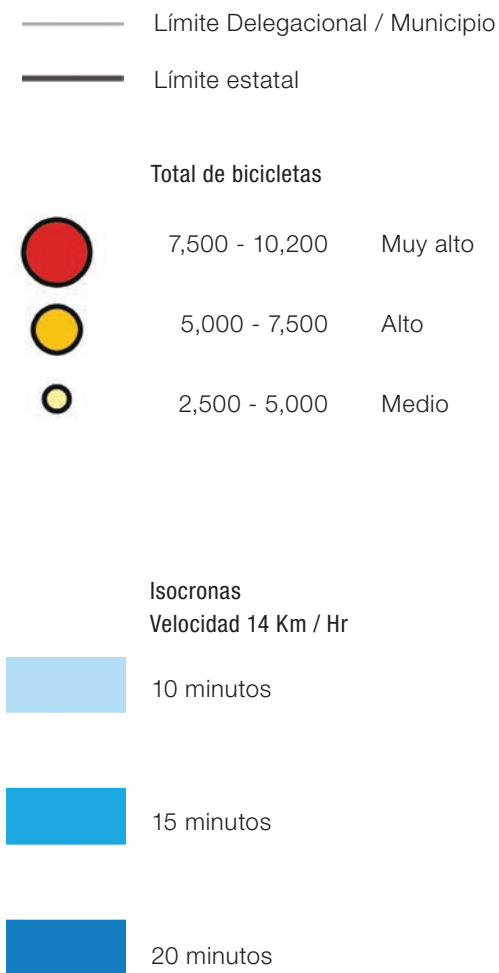 Límite Delegacional / Municipio
Límite estatal
Total de bicicletas
7,500 - 10,200 Muy alto
5,000 - 7,500 Alto
2,500 - 5,000 Medio
Isocronas
Velocidad 14 Km / Hr
10 minutos
15 minutos
20 minutos